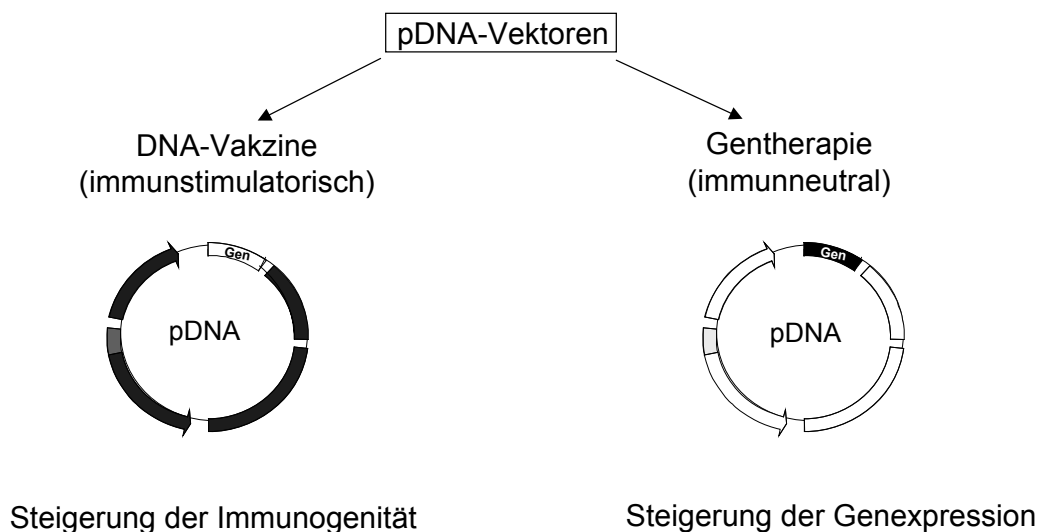 pDNA-Vektoren
DNA-Vakzine
(immunstimulatorisch)
Gentherapie
(immunneutral)
Gen
pDNA
Gen
pDNA
Steigerung der Immunogenität
Steigerung der Genexpression